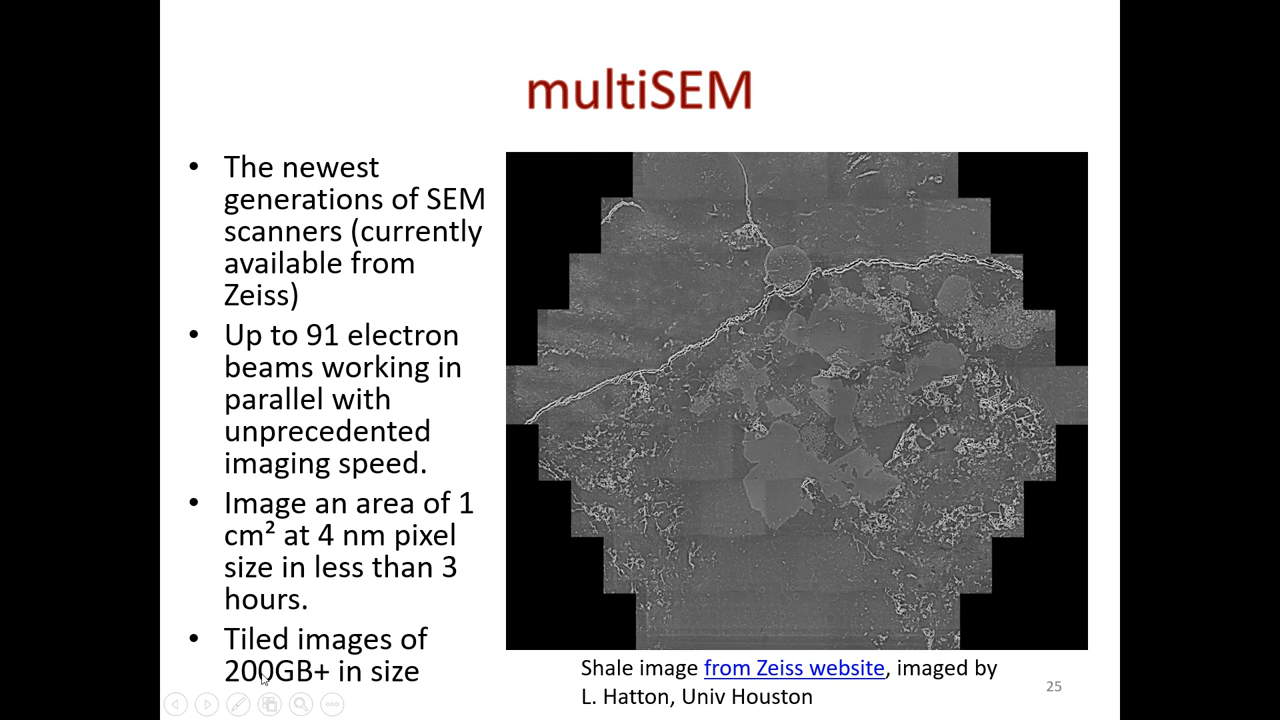 multiSEM
• The newest
generations of SEM
scanners (currently
available from
Zeiss)
• Up to 91 electron
beams working in
parallel with
unprecedented
imaging speed.
• Image an area of 1
cm² at 4 nm pixel
size in less than 3
hours.
• Tiled images of
200GB+ in size
Shale image from Zeiss website, imaged by
L. Hatton, Univ Houston
25